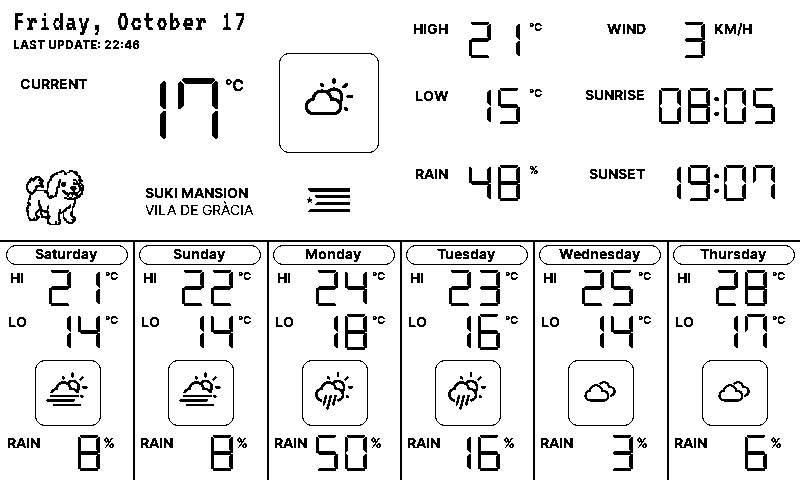 Friday, October 17
LAST UPDATE: 22:46
CURRENT 17 °C
HIGH 21 °C
LOW 15 °C
RAIN 48 %
WIND 3 KM/H
SUNRISE 08:05
SUNSET 19:07
SUKI MANSION
VILA DE GRÀCIA
Saturday
HI 21 °C
LO 14 °C
RAIN 8 %
Sunday
HI 22 °C
LO 14 °C
RAIN 8 %
Monday
HI 24 °C
LO 18 °C
RAIN 50 %
Tuesday
HI 23 °C
LO 16 °C
RAIN 16 %
Wednesday
HI 25 °C
LO 14 °C
RAIN 3 %
Thursday
HI 28 °C
LO 17 °C
RAIN 6 %